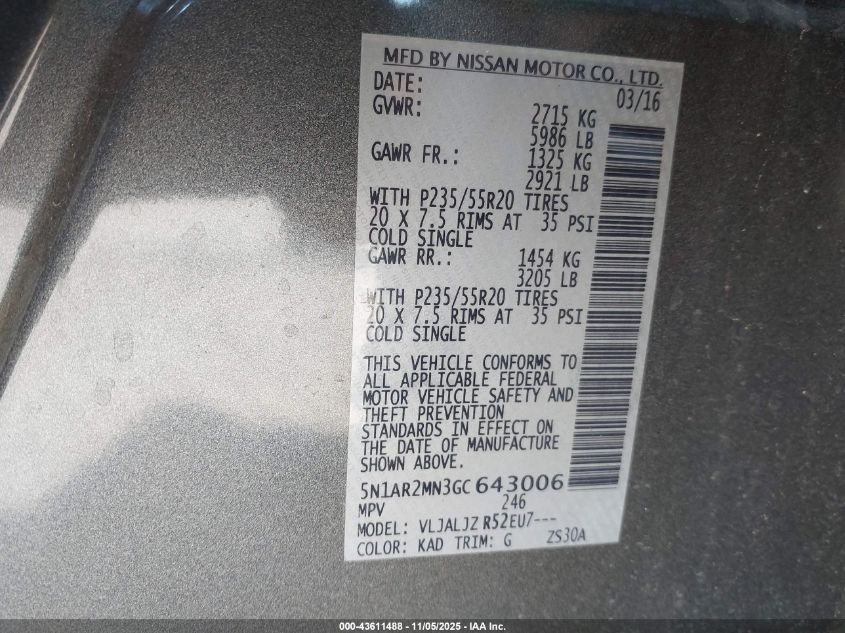 MFD BY NISSAN MOTOR CO., LTD.
DATE: 03/16
GVWR: 2715 KG
5986 LB
GAWR FR.: 1325 KG
2921 LB
WITH P235/55R20 TIRES
20 X 7.5 RIMS AT 35 PSI
COLD SINGLE
GAWR RR.: 1454 KG
3205 LB
WITH P235/55R20 TIRES
20 X 7.5 RIMS AT 35 PSI
COLD SINGLE
THIS VEHICLE CONFORMS TO
ALL APPLICABLE FEDERAL
MOTOR VEHICLE SAFETY AND
THEFT PREVENTION
STANDARDS IN EFFECT ON
THE DATE OF MANUFACTURE
SHOWN ABOVE.
5N1AR2MN3GC 643006
MPV 246
MODEL: VLJALJZ R52EU7---
COLOR: KAD TRIM: G ZS30A
000-43611488 - 11/05/2025 - IAA Inc.